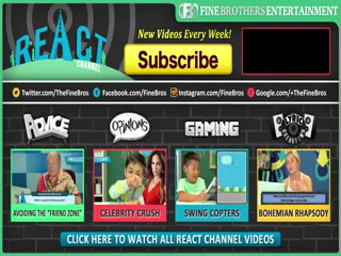 FINE BROTHERS ENTERTAINMENT
REACT
CHANNEL
New Videos Every Week!
Subscribe
Twitter.com/TheFineBros
Facebook.com/FineBros
Instagram.com/FineBros
Google.com/+TheFineBros
ADVICE
OPINIONS
GAMING
LYRIC
AVOIDING THE "FRIEND ZONE"
CELEBRITY CRUSH
SWING COPTERS
BOHEMIAN RHAPSODY
CLICK HERE TO WATCH ALL REACT CHANNEL VIDEOS